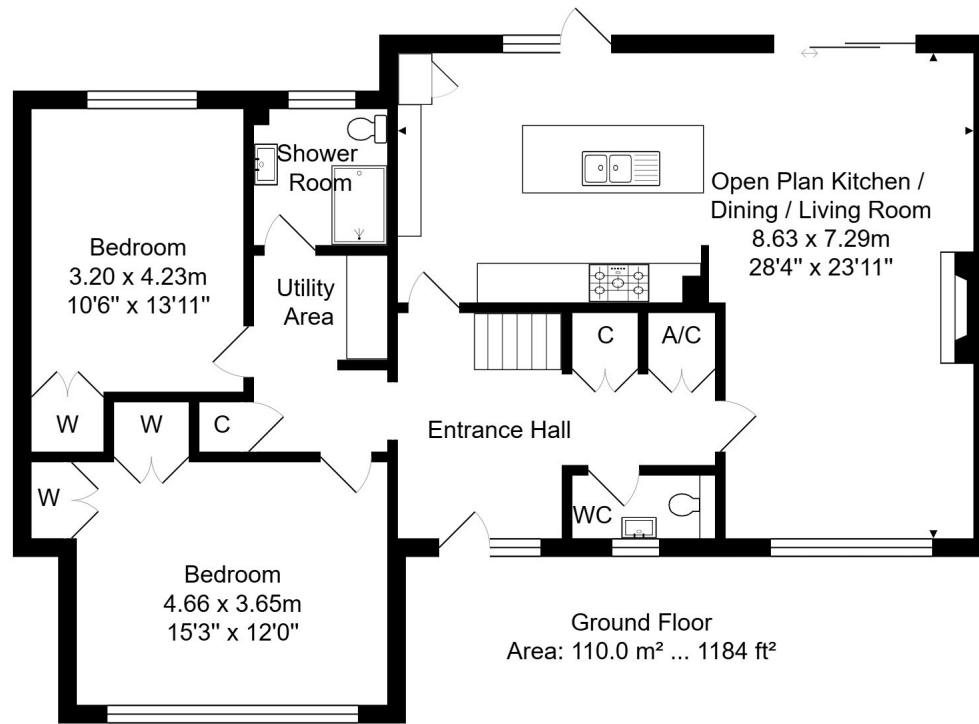 Shower
Room
Open Plan Kitchen /
Dining / Living Room
8.63 x 7.29m
28'4" x 23'11"
Bedroom
3.20 x 4.23m
10'6" x 13'11"
Utility
Area
C
A/C
W
W
C
Entrance Hall
W
WC
Bedroom
4.66 x 3.65m
15'3" x 12'0"
Ground Floor
Area: 110.0 m² ... 1184 ft²